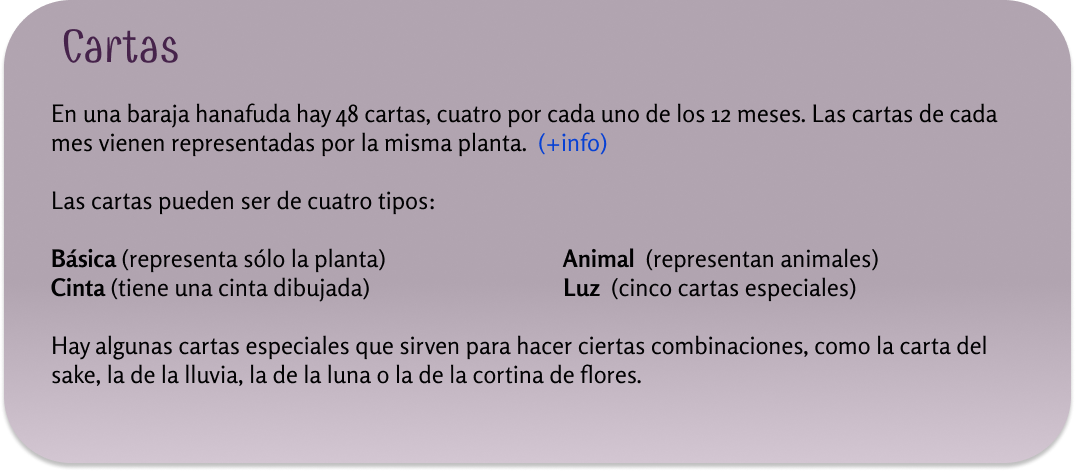 Cartas
En una baraja hanafuda hay 48 cartas, cuatro por cada uno de los 12 meses. Las cartas de cada
mes vienen representadas por la misma planta. (+info)
Las cartas pueden ser de cuatro tipos:
Básica (representa sólo la planta) Animal (representan animales)
Cinta (tiene una cinta dibujada) Luz (cinco cartas especiales)
Hay algunas cartas especiales que sirven para hacer ciertas combinaciones, como la carta del
sake, la de la lluvia, la de la luna o la de la cortina de flores.